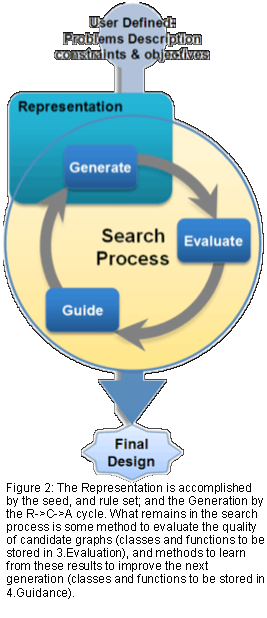 User Defined:
Problems Description
constraints & objectives
Representation
Generate
Search
Process
Evaluate
Guide
Final
Design
Figure 2: The Representation is accomplished
by the seed, and rule set; and the Generation by
the R->C->A cycle. What remains in the search
process is some method to evaluate the quality
of candidate graphs (classes and functions to be
stored in 3.Evaluation), and methods to learn
from these results to improve the next
generation (classes and functions to be stored in
4.Guidance).